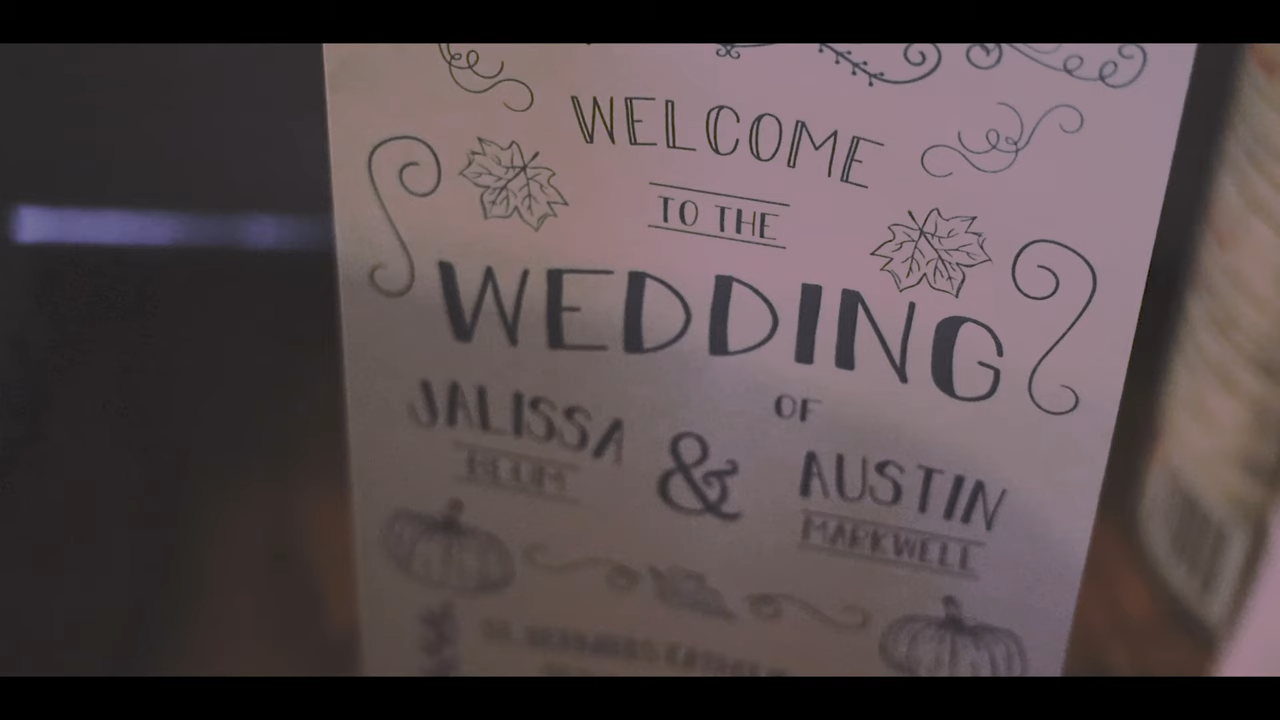 WELCOME
TO THE
WEDDING
OF
JALISSA & AUSTIN
MARKWELL